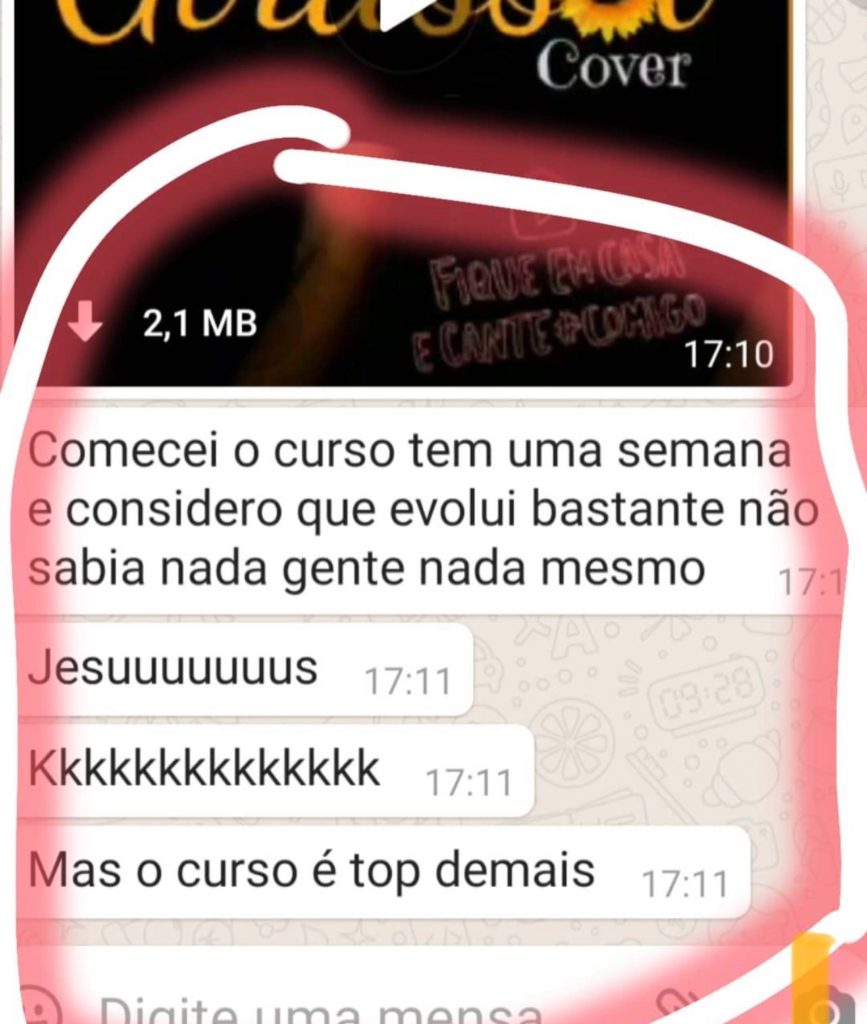 Cover
FIQUE EM CASA
E CANTE #COMIGO
2,1 MB
17:10
Comecei o curso tem uma semana
e considero que evolui bastante não
sabia nada gente nada mesmo
17:1
Jesuuuuuuus 17:11
Kkkkkkkkkkkkkk 17:11
Mas o curso é top demais 17:11
09:28
Digite uma mensa